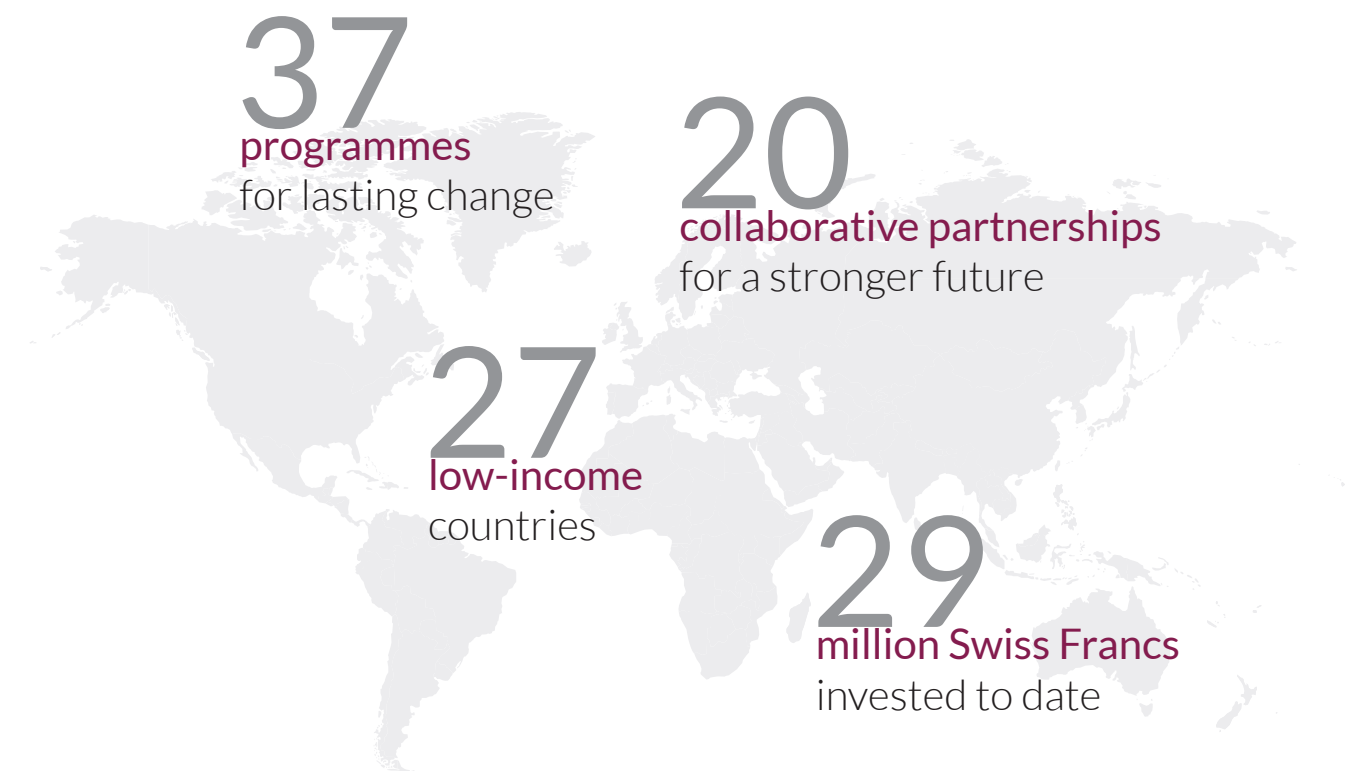 37
programmes
for lasting change
20
collaborative partnerships
for a stronger future
27
low-income
countries
29
million Swiss Francs
invested to date